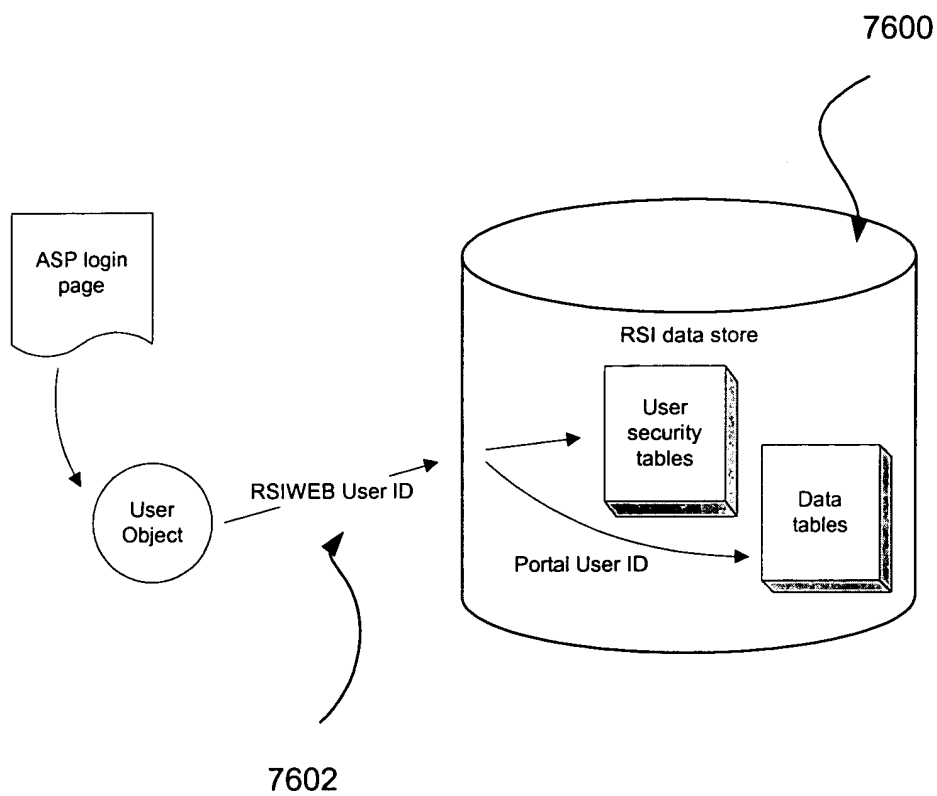 7600
ASP login
page
RSI data store
User
security
tables
RSIWEB User ID
User
Object
Data
tables
Portal User ID
7602